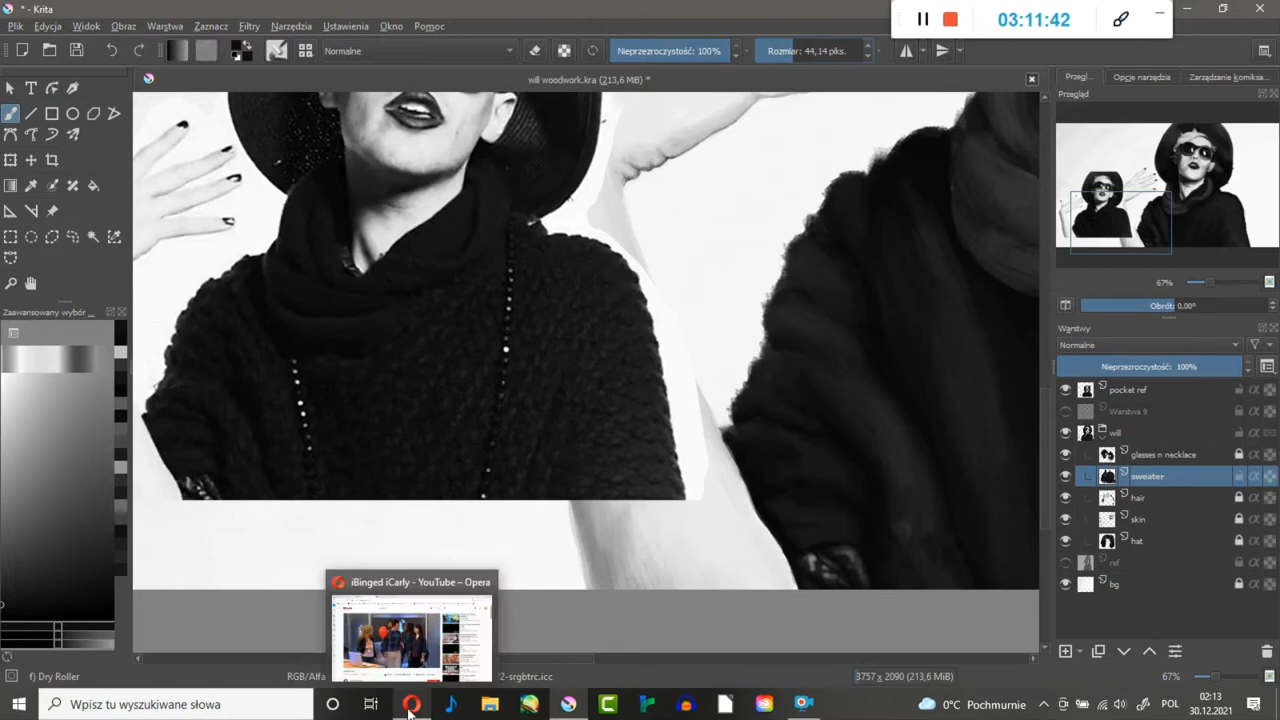 * - Krita
Plik Edycja Widok Obraz Warstwa Zaznacz Filtry Narzędzia Ustawienia Okno Pomoc
03:11:42
Normalne
Nieprzezroczystość: 100%
Rozmiar: 44,14 piks.
will woodwork.kra (213,6 MiB) *
Przegl... Opcje narzędzia Zarządzanie komiksa...
Przegląd
67%
Obrót: 0,00°
Zaawansowany wybór ...
Warstwy
Normalne
Nieprzezroczystość: 100%
pocket ref
Warstwa 9
will
glasses n necklace
sweater
hair
skin
hat
ref
bg
iBinged iCarly - YouTube – Opera
1 Dry Roller
RGB/Alfa
2-srgbtrc.icc
3757 x 2090 (213,6 MiB)
67%
Wpisz tu wyszukiwane słowa
0°C Pochmurnie
POL
02:13
30.12.2021